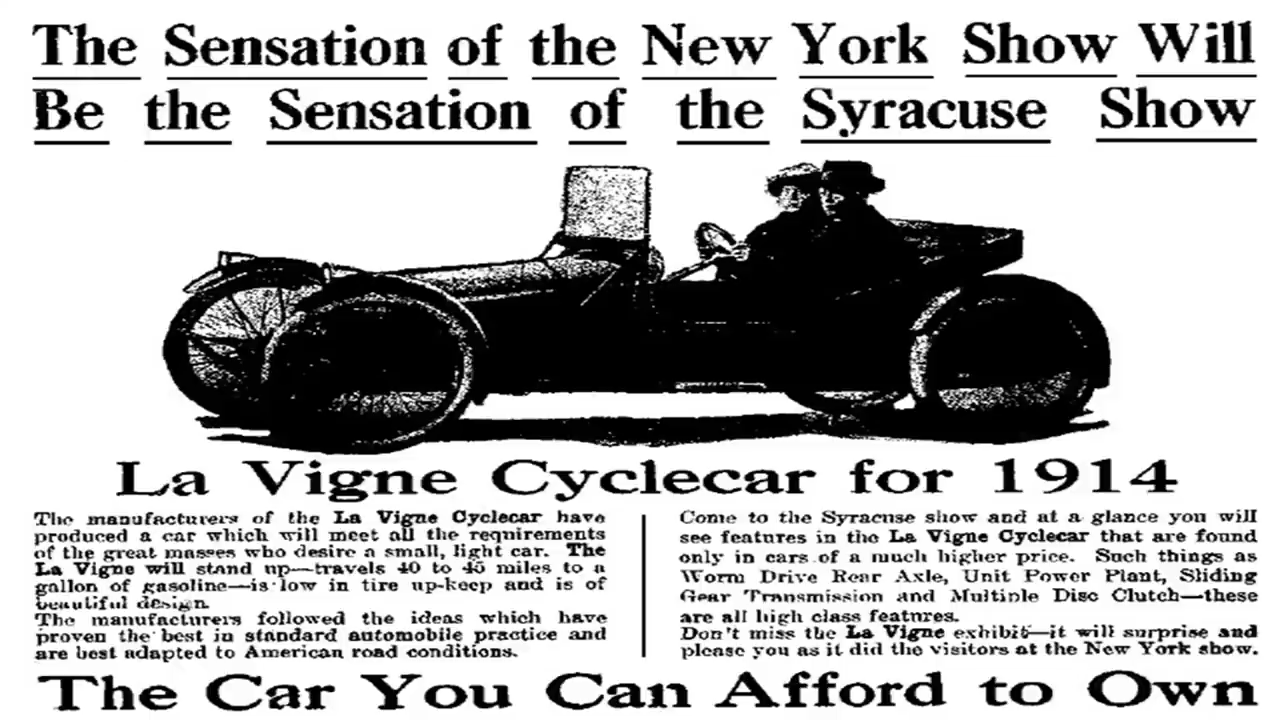 The Sensation of the New York Show Will
Be the Sensation of the Syracuse Show
La Vigne Cyclecar for 1914
The manufacturers of the La Vigne Cyclecar have
produced a car which will meet all the requirements
of the great masses who desire a small, light car. The
La Vigne will stand up—travels 40 to 45 miles to a
gallon of gasoline—is low in tire up-keep and is of
beautiful design.
The manufacturers followed the ideas which have
proven the best in standard automobile practice and
are best adapted to American road conditions.
Come to the Syracuse show and at a glance you will
see features in the La Vigne Cyclecar that are found
only in cars of a much higher price. Such things as
Worm Drive Rear Axle, Unit Power Plant, Sliding
Gear Transmission and Multiple Disc Clutch—these
are all high class features.
Don't miss the La Vigne exhibit—it will surprise and
please you as it did the visitors at the New York show.
The Car You Can Afford to Own